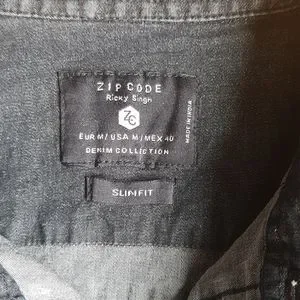 ZIP CODE
Ricky Singh
ZC
EUR M/ USA M/MEX 40
DENIM COLLECTION
MADE IN INDIA
SLIMFIT